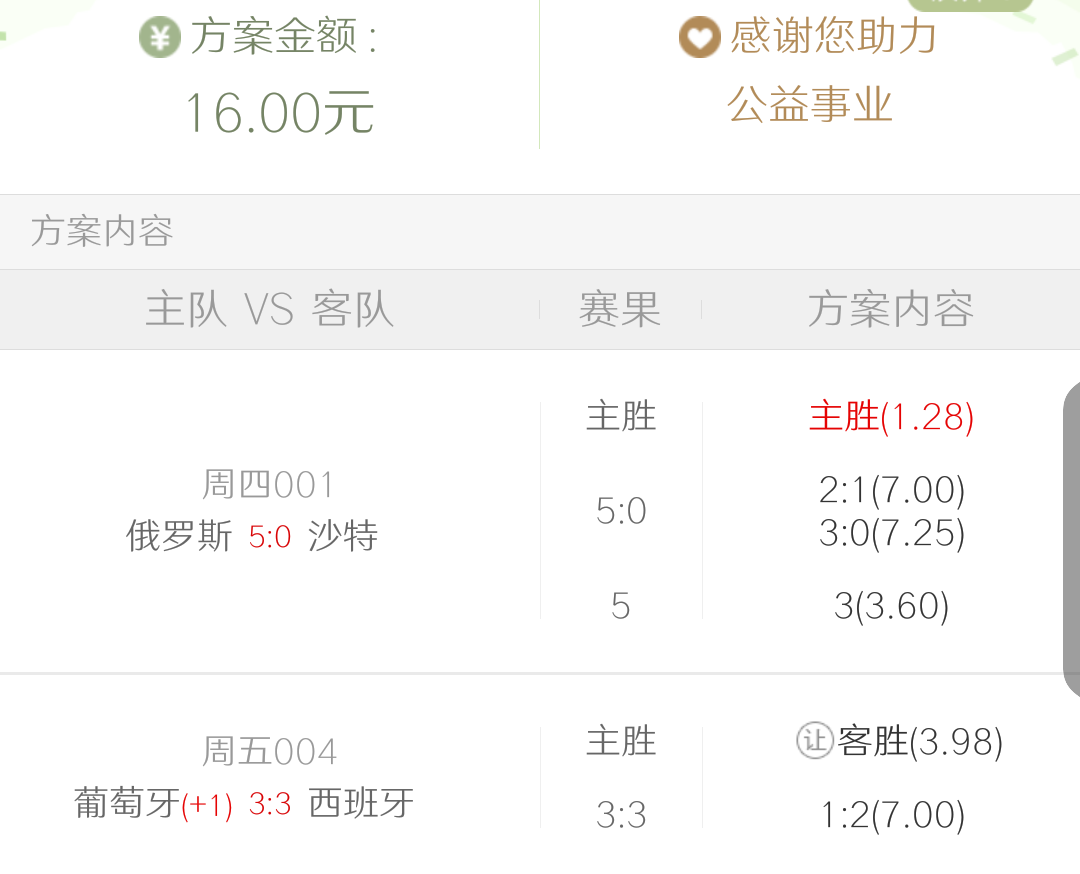 方案金额：
16.00元
感谢您助力
公益事业
方案内容
主队 VS 客队 赛果 方案内容
周四001
俄罗斯 5:0 沙特
主胜 主胜(1.28)
5:0 2:1(7.00)
3:0(7.25)
5 3(3.60)
周五004
葡萄牙(+1) 3:3 西班牙
主胜 让客胜(3.98)
3:3 1:2(7.00)